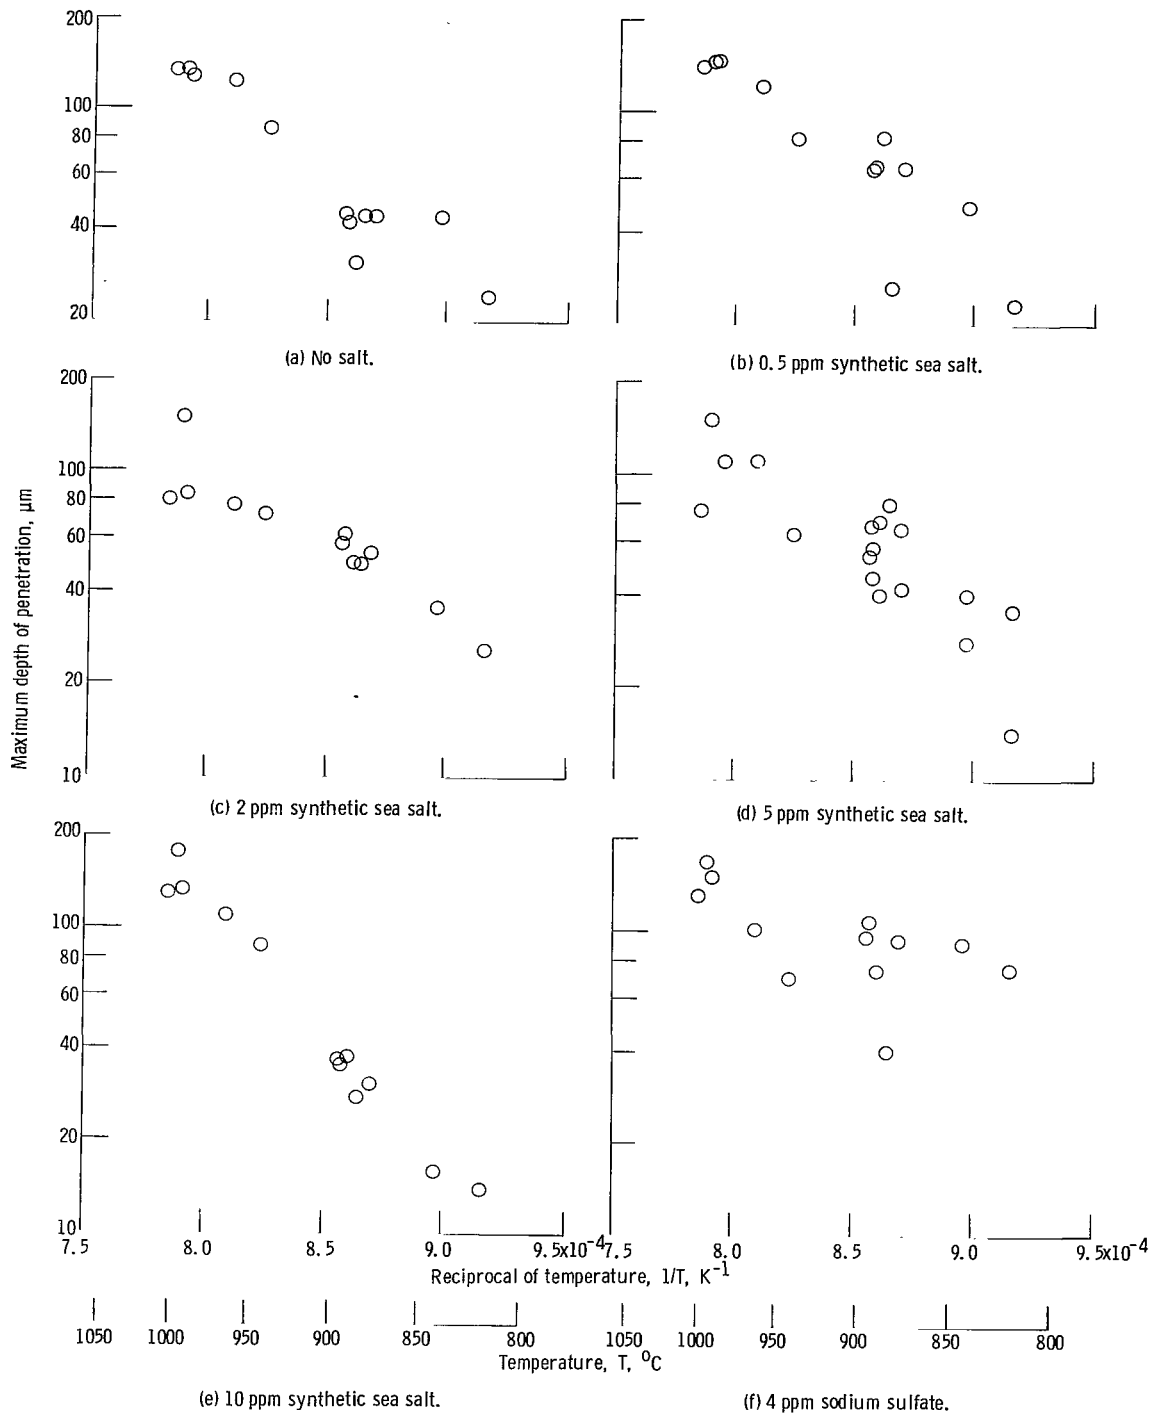 200
100
80
60
40
20
(a) No salt.
(b) 0.5 ppm synthetic sea salt.
200
100
80
60
40
20
10
(c) 2 ppm synthetic sea salt.
(d) 5 ppm synthetic sea salt.
Maximum depth of penetration, μm
200
100
80
60
40
20
10
7.5 8.0 8.5 9.0 9.5x10⁻⁴ 7.5 8.0 8.5 9.0 9.5x10⁻⁴
Reciprocal of temperature, 1/T, K⁻¹
1050 1000 950 900 850 800 1050 1000 950 900 850 800
Temperature, T, °C
(e) 10 ppm synthetic sea salt.
(f) 4 ppm sodium sulfate.